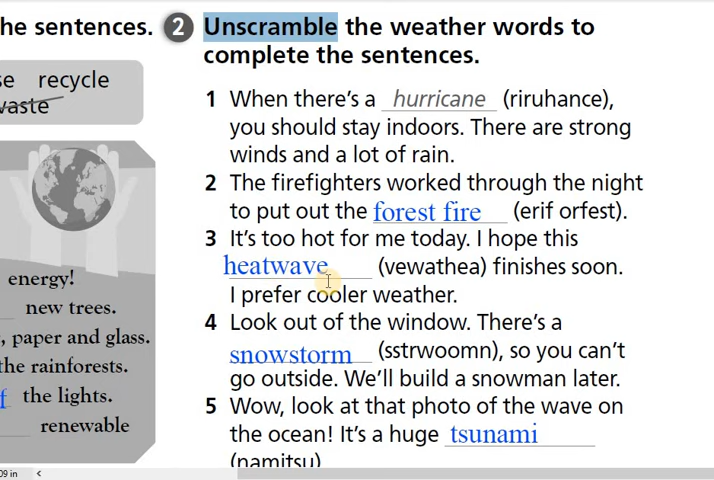 he sentences.
se recycle
waste
energy!
new trees.
, paper and glass.
the rainforests.
f the lights.
renewable
2 Unscramble the weather words to
complete the sentences.
1 When there's a hurricane (riruhance),
you should stay indoors. There are strong
winds and a lot of rain.
2 The firefighters worked through the night
to put out the forest fire (erif orfest).
3 It's too hot for me today. I hope this
heatwave (vewathea) finishes soon.
I prefer cooler weather.
4 Look out of the window. There's a
snowstorm (sstrwoomn), so you can't
go outside. We'll build a snowman later.
5 Wow, look at that photo of the wave on
the ocean! It's a huge tsunami
(namitsu)
09 in